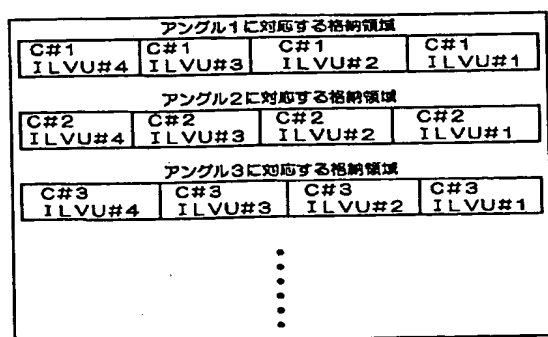 アングル1に対応する格納領域
C#1 C#1 C#1 C#1
ILVU#4 ILVU#3 ILVU#2 ILVU#1
アングル2に対応する格納領域
C#2 C#2 C#2 C#2
ILVU#4 ILVU#3 ILVU#2 ILVU#1
アングル3に対応する格納領域
C#3 C#3 C#3 C#3
ILVU#4 ILVU#3 ILVU#2 ILVU#1